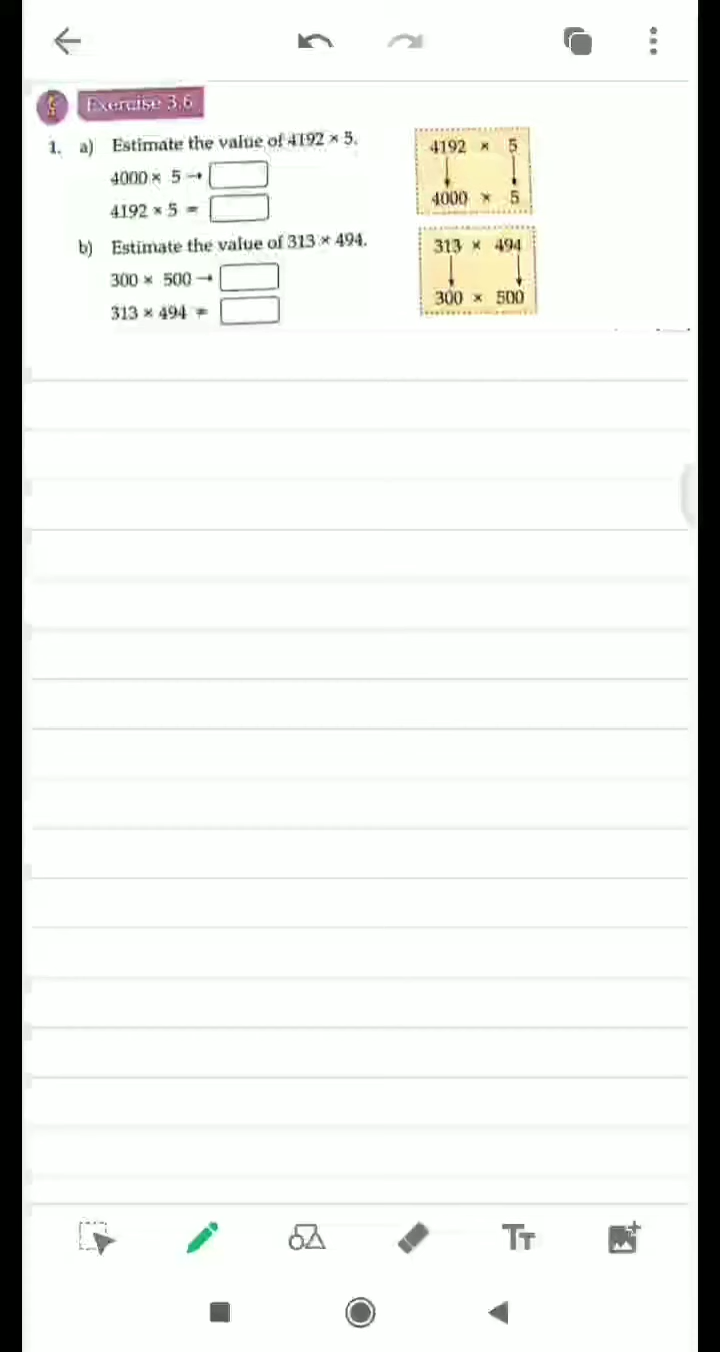 Exercise 3.6
1. a) Estimate the value of 4192 × 5.
4000 × 5 →
4192 × 5 =
4192 × 5
4000 × 5
b) Estimate the value of 313 × 494.
300 × 500 →
313 × 494 =
313 × 494
300 × 500
TT